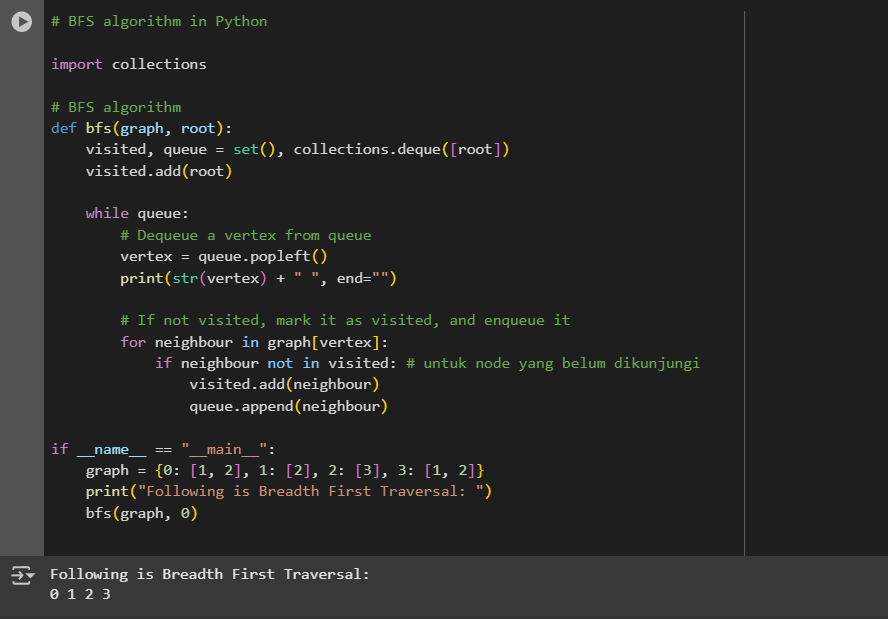 # BFS algorithm in Python
import collections
# BFS algorithm
def bfs(graph, root):
    visited, queue = set(), collections.deque([root])
    visited.add(root)
    while queue:
        # Dequeue a vertex from queue
        vertex = queue.popleft()
        print(str(vertex) + " ", end="")
        # If not visited, mark it as visited, and enqueue it
        for neighbour in graph[vertex]:
            if neighbour not in visited: # untuk node yang belum dikunjungi
                visited.add(neighbour)
                queue.append(neighbour)
if __name__ == "__main__":
    graph = {0: [1, 2], 1: [2], 2: [3], 3: [1, 2]}
    print("Following is Breadth First Traversal: ")
    bfs(graph, 0)
Following is Breadth First Traversal:
0 1 2 3